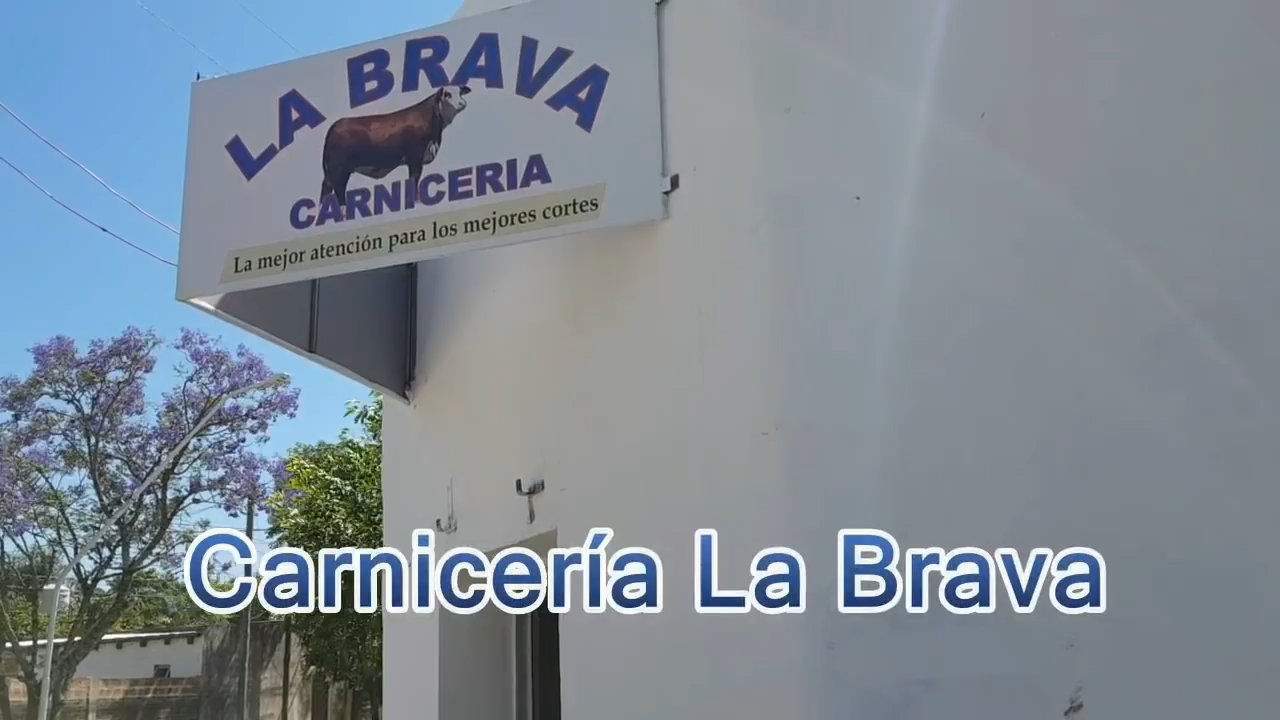 LA BRAVA
CARNICERIA
La mejor atención para los mejores cortes
Carnicería La Brava